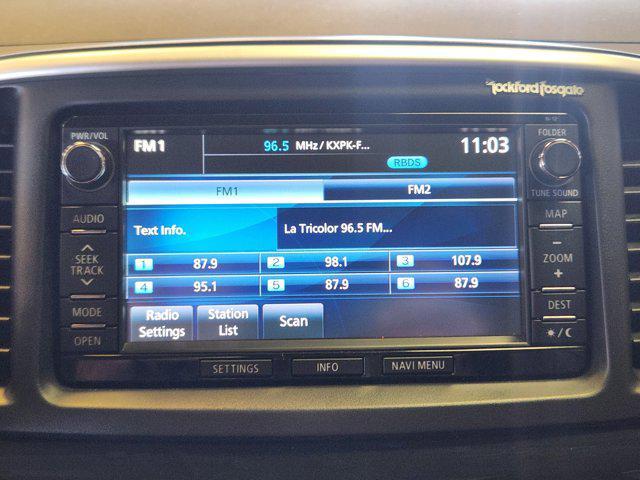 Rockford Fosgate
PWR/VOL
FM1 96.5 MHz / KXPK-F... 11:03
RBDS
FOLDER
TUNE SOUND
FM1 FM2
Text Info. La Tricolor 96.5 FM...
1 87.9 2 98.1 3 107.9
4 95.1 5 87.9 6 87.9
Radio Settings Station List Scan
AUDIO
SEEK
TRACK
MODE
OPEN
MAP
−
ZOOM
+
DEST
SETTINGS INFO NAVI MENU